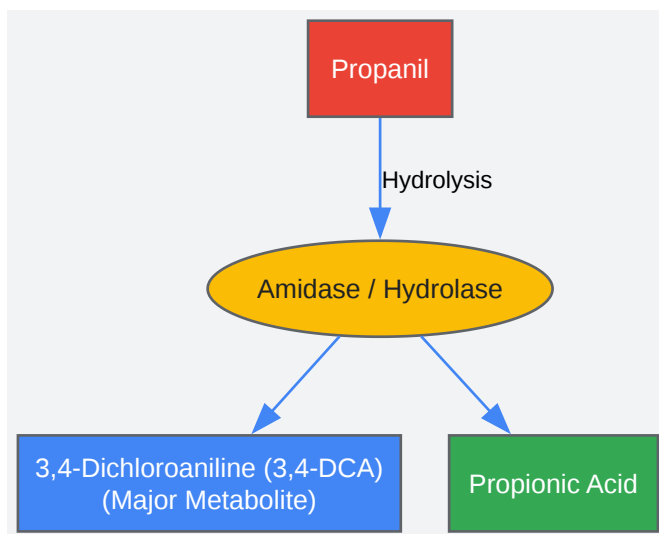 Propanil
Hydrolysis
Amidase / Hydrolase
3,4-Dichloroaniline (3,4-DCA)
(Major Metabolite)
Propionic Acid